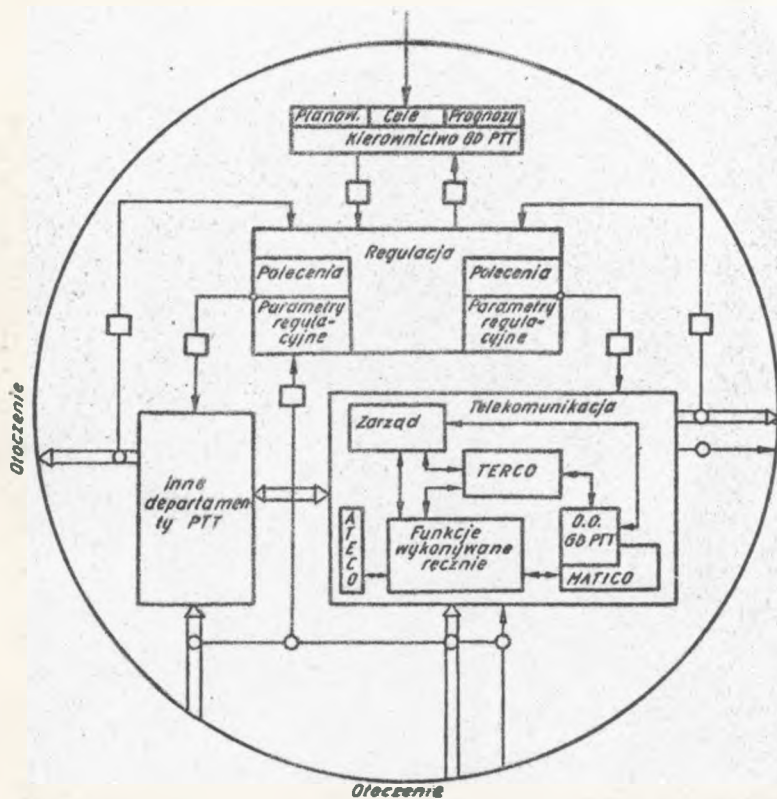 Planow. Cele Prognozy
Kierownictwo GD PTT
Regulacja
Polecenia
Parametry
regula-
cyjne
Polecenia
Parametry
regula-
cyjne
Otoczenie
Inne
departamen-
ty PTT
Telekomunikacja
Zarząd
TERCO
ATECO
Funkcje
wykonywane
ręcznie
O.O.
GD PTT
MATICO
Otoczenie